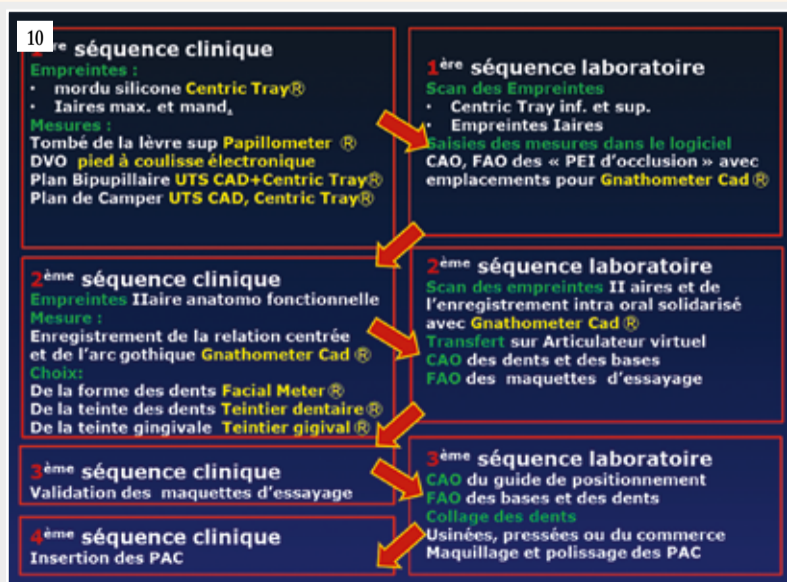 10
1ère séquence clinique
Empreintes :
• mordu silicone Centric Tray®
• Iaires max. et mand.
Mesures :
Tombé de la lèvre sup Papillometer ®
DVO pied à coulisse électronique
Plan Bipupillaire UTS CAD+Centric Tray®
Plan de Camper UTS CAD, Centric Tray®
1ère séquence laboratoire
Scan des Empreintes
• Centric Tray inf. et sup.
• Empreintes Iaires
Saisies des mesures dans le logiciel
CAO, FAO des « PEI d'occlusion » avec
emplacements pour Gnathometer Cad ®
2ème séquence clinique
Empreintes IIaire anatomo fonctionnelle
Mesure :
Enregistrement de la relation centrée
et de l'arc gothique Gnathometer Cad ®
Choix:
De la forme des dents Facial Meter ®
De la teinte des dents Teintier dentaire ®
De la teinte gingivale Teintier gigival ®
2ème séquence laboratoire
Scan des empreintes II aires et de
l'enregistrement intra oral solidarisé
avec Gnathometer Cad ®
Transfert sur Articulateur virtuel
CAO des dents et des bases
FAO des maquettes d'essayage
3ème séquence clinique
Validation des maquettes d'essayage
3ème séquence laboratoire
CAO du guide de positionnement
FAO des bases et des dents
Collage des dents
Usinées, pressées ou du commerce
Maquillage et polissage des PAC
4ème séquence clinique
Insertion des PAC